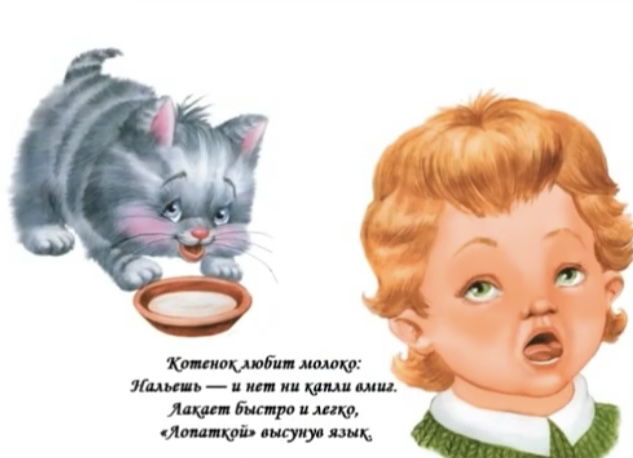 Котенок любит молоко:
Нальешь — и нет ни капли вмиг.
Лакает быстро и легко,
«Лопаткой» высунув язык.